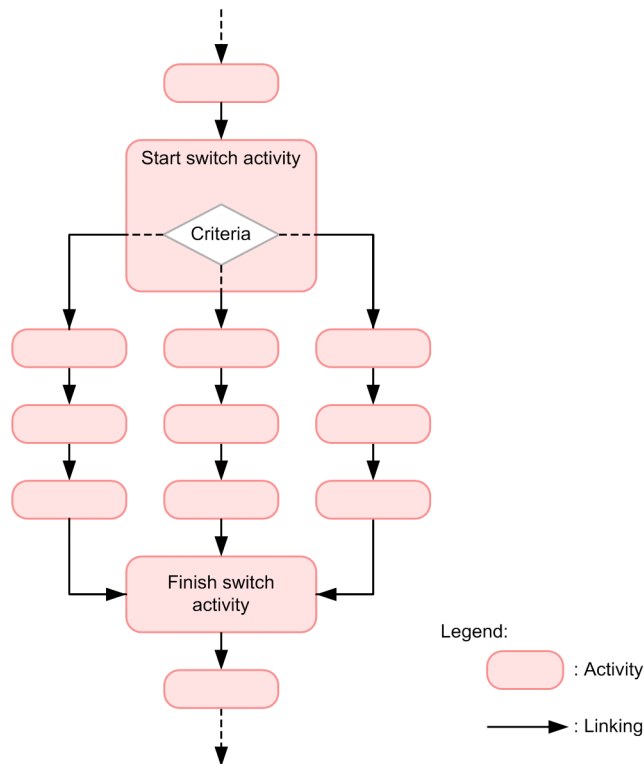 Start switch activity
Criteria
Finish switch
activity
Legend:
: Activity
: Linking